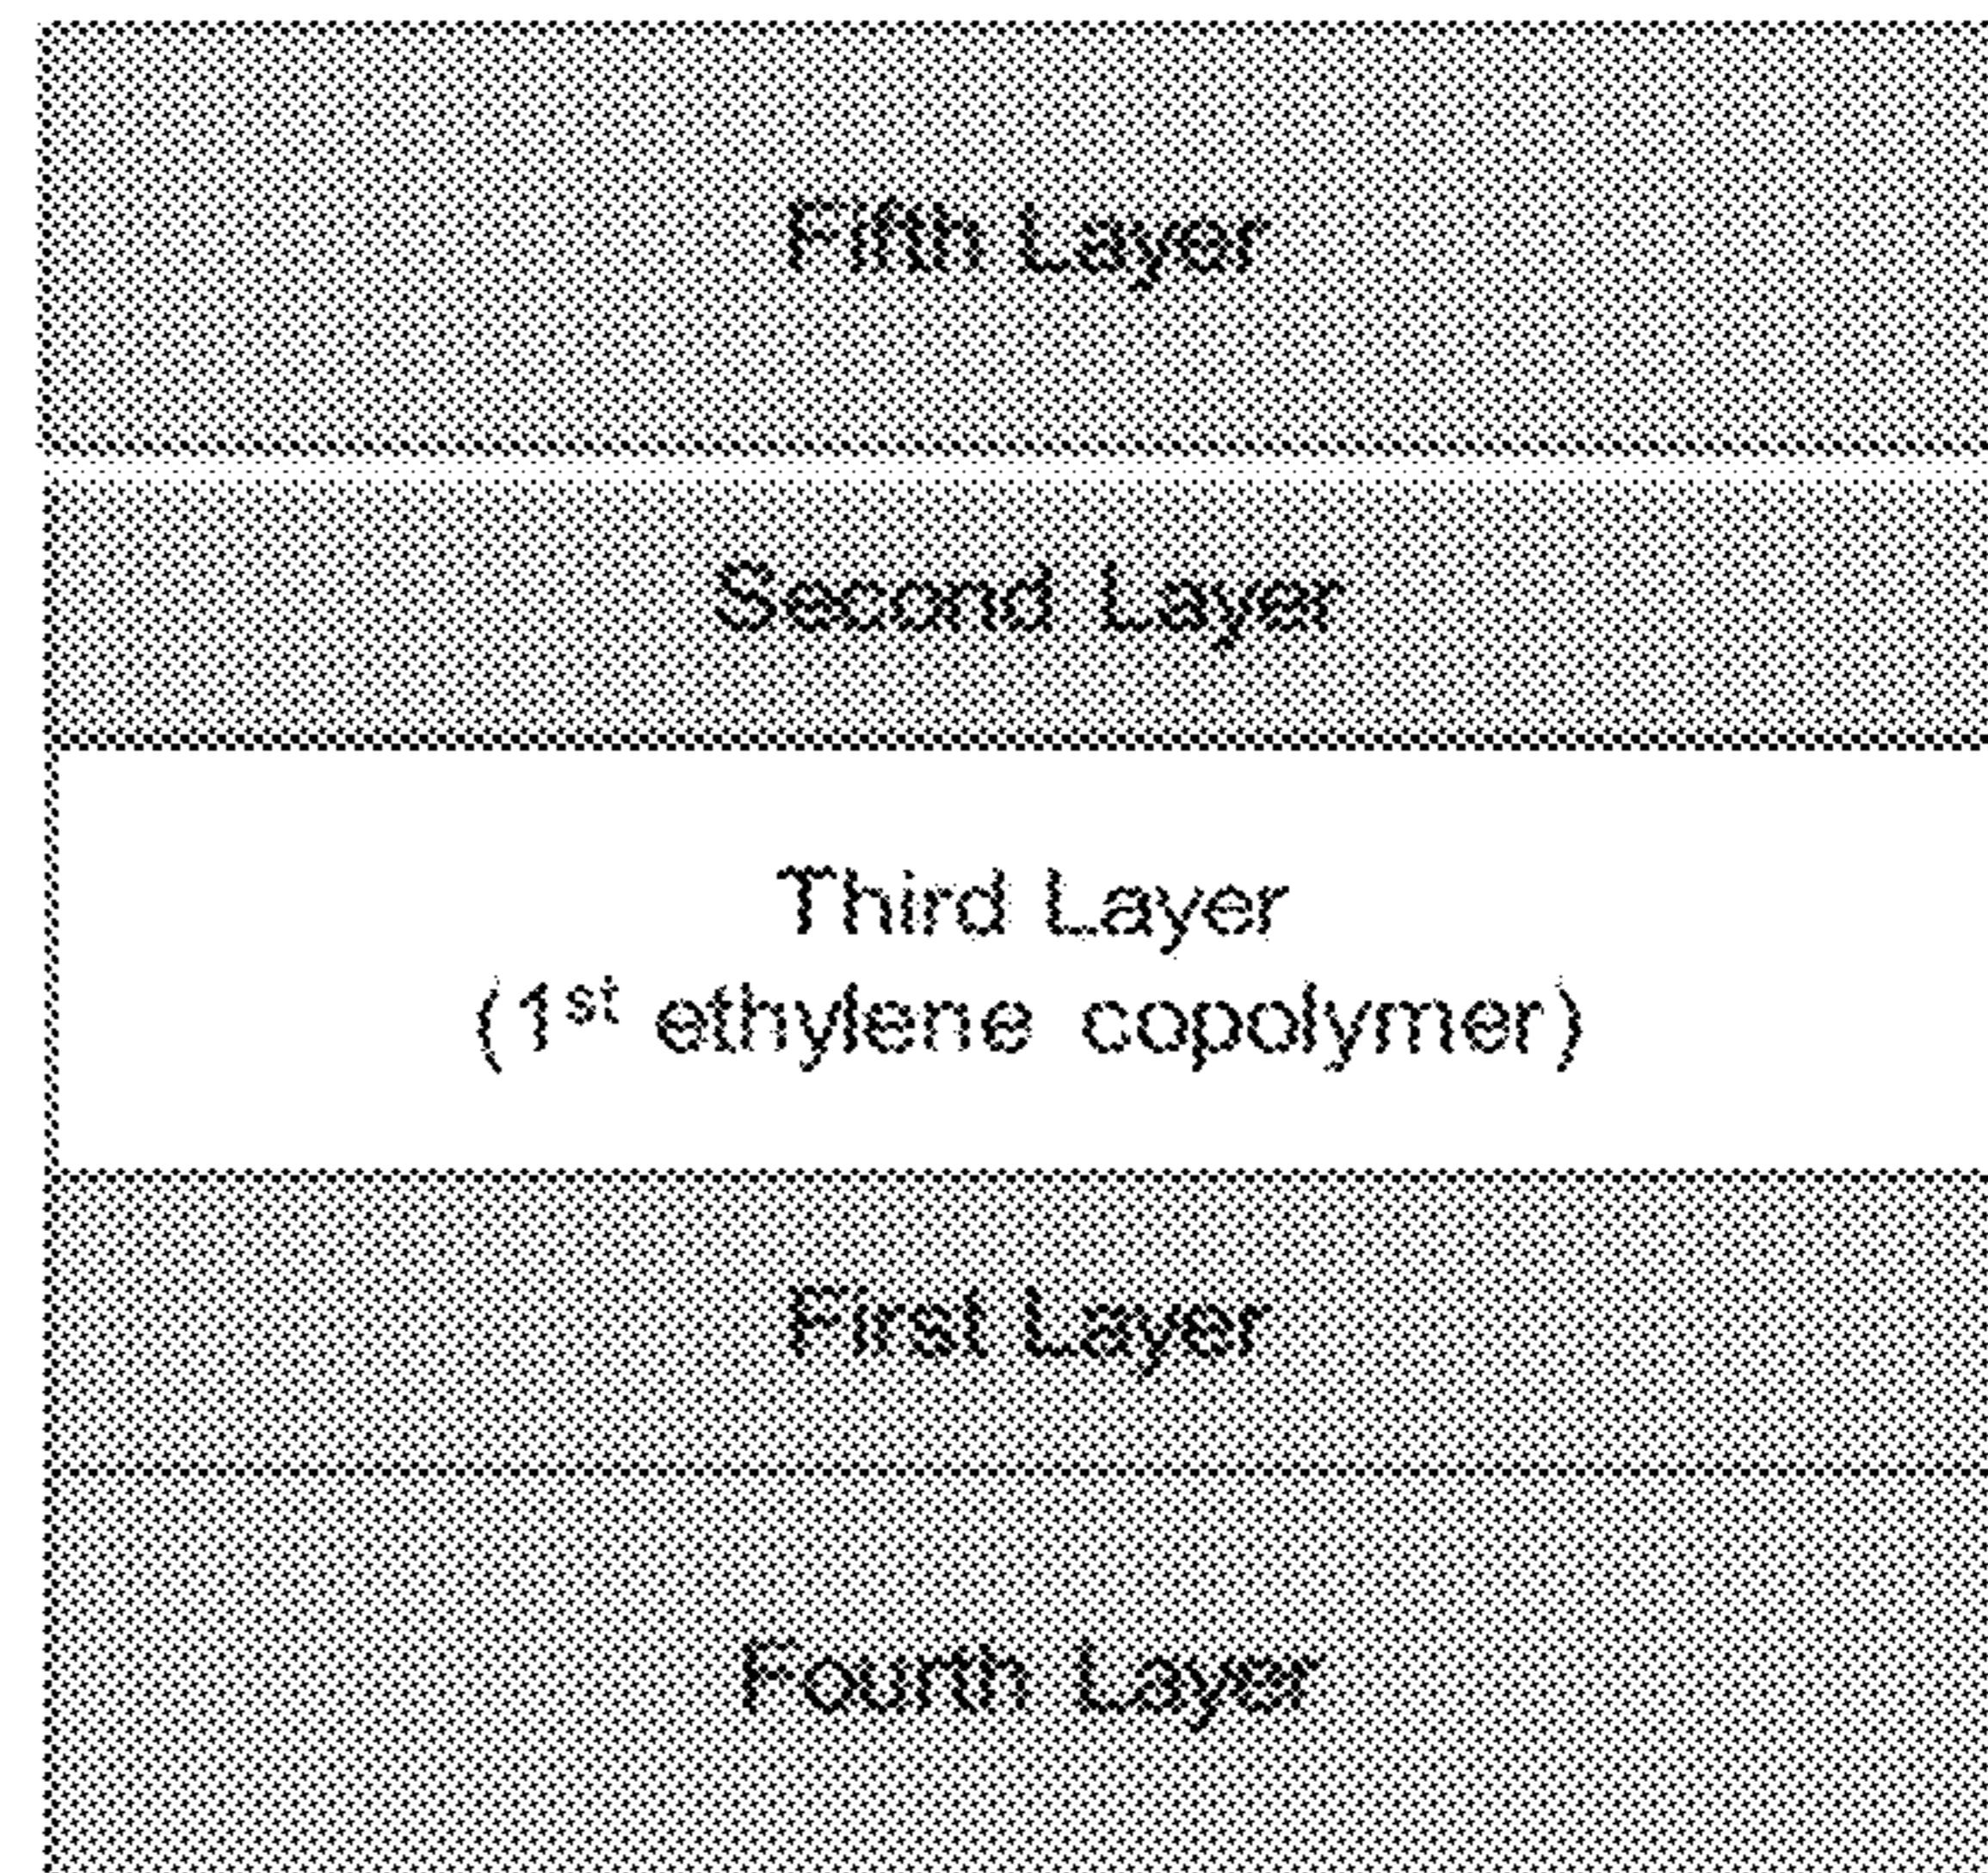 Fifth Layer
Second Layer
Third Layer
(1st ethylene copolymer)
First Layer
Fourth Layer